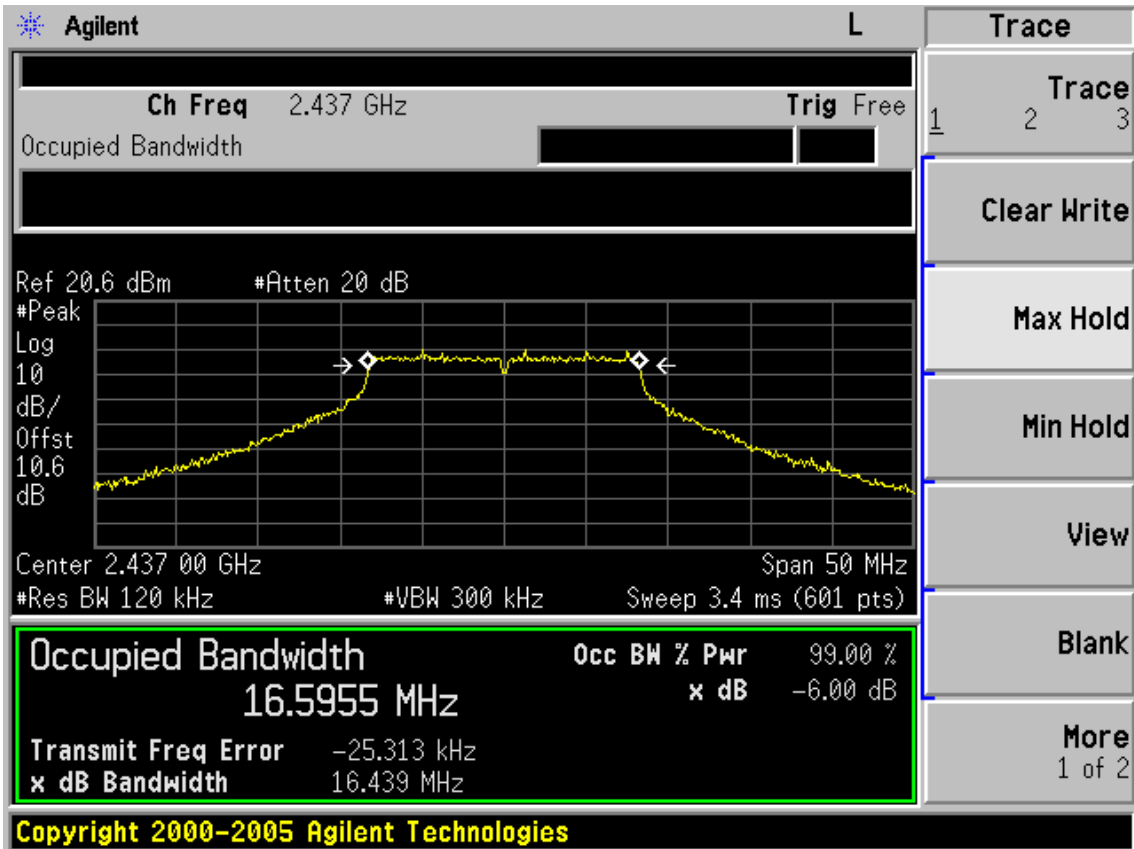 Agilent L
Ch Freq 2.437 GHz Trig Free
Occupied Bandwidth
Ref 20.6 dBm #Atten 20 dB
#Peak
Log
10
dB/
Offst
10.6
dB
Center 2.437 00 GHz Span 50 MHz
#Res BW 120 kHz #VBW 300 kHz Sweep 3.4 ms (601 pts)
Occupied Bandwidth Occ BW % Pwr 99.00 %
16.5955 MHz x dB -6.00 dB
Transmit Freq Error -25.313 kHz
x dB Bandwidth 16.439 MHz
Copyright 2000-2005 Agilent Technologies
Trace
Trace
1 2 3
Clear Write
Max Hold
Min Hold
View
Blank
More
1 of 2